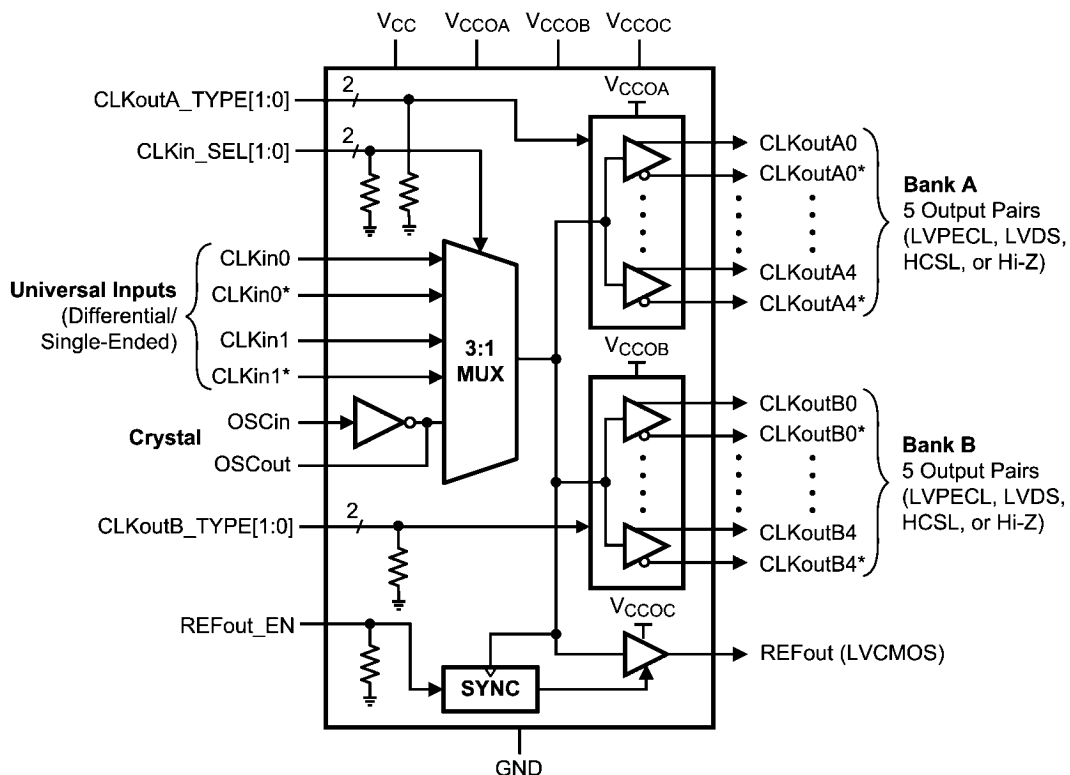 VCC
VCCOA
VCCOB
VCCOC
CLKoutA_TYPE[1:0]
2
CLKin_SEL[1:0]
2
VCCOA
CLKoutA0
CLKoutA0*
CLKoutA4
CLKoutA4*
Bank A
5 Output Pairs
(LVPECL, LVDS,
HCSL, or Hi-Z)
Universal Inputs
(Differential/
Single-Ended)
CLKin0
CLKin0*
CLKin1
CLKin1*
3:1
MUX
Crystal
OSCin
OSCout
VCCOB
CLKoutB0
CLKoutB0*
CLKoutB4
CLKoutB4*
Bank B
5 Output Pairs
(LVPECL, LVDS,
HCSL, or Hi-Z)
CLKoutB_TYPE[1:0]
2
REFout_EN
SYNC
VCCOC
REFout (LVCMOS)
GND